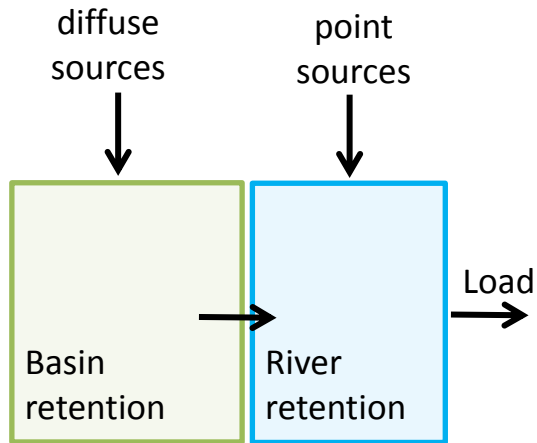 diffuse
sources
point
sources
Load
Basin
retention
River
retention